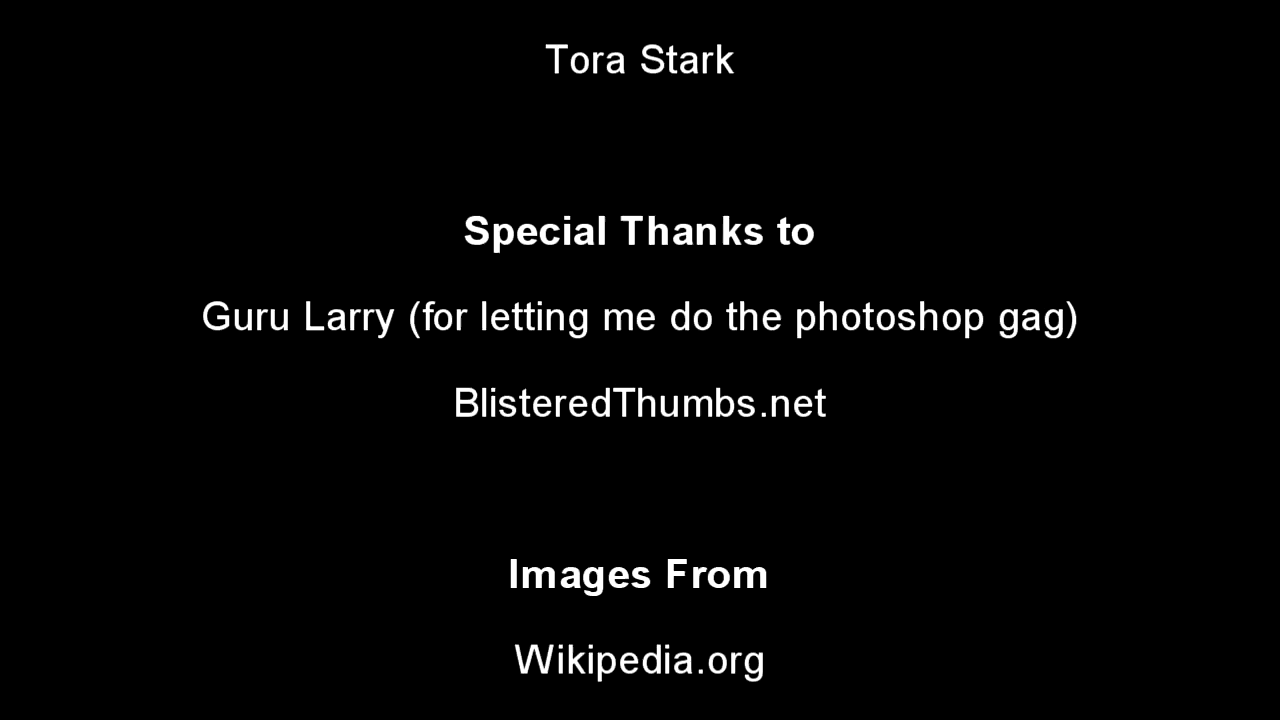 Tora Stark
Special Thanks to
Guru Larry (for letting me do the photoshop gag)
BlisteredThumbs.net
Images From
Wikipedia.org